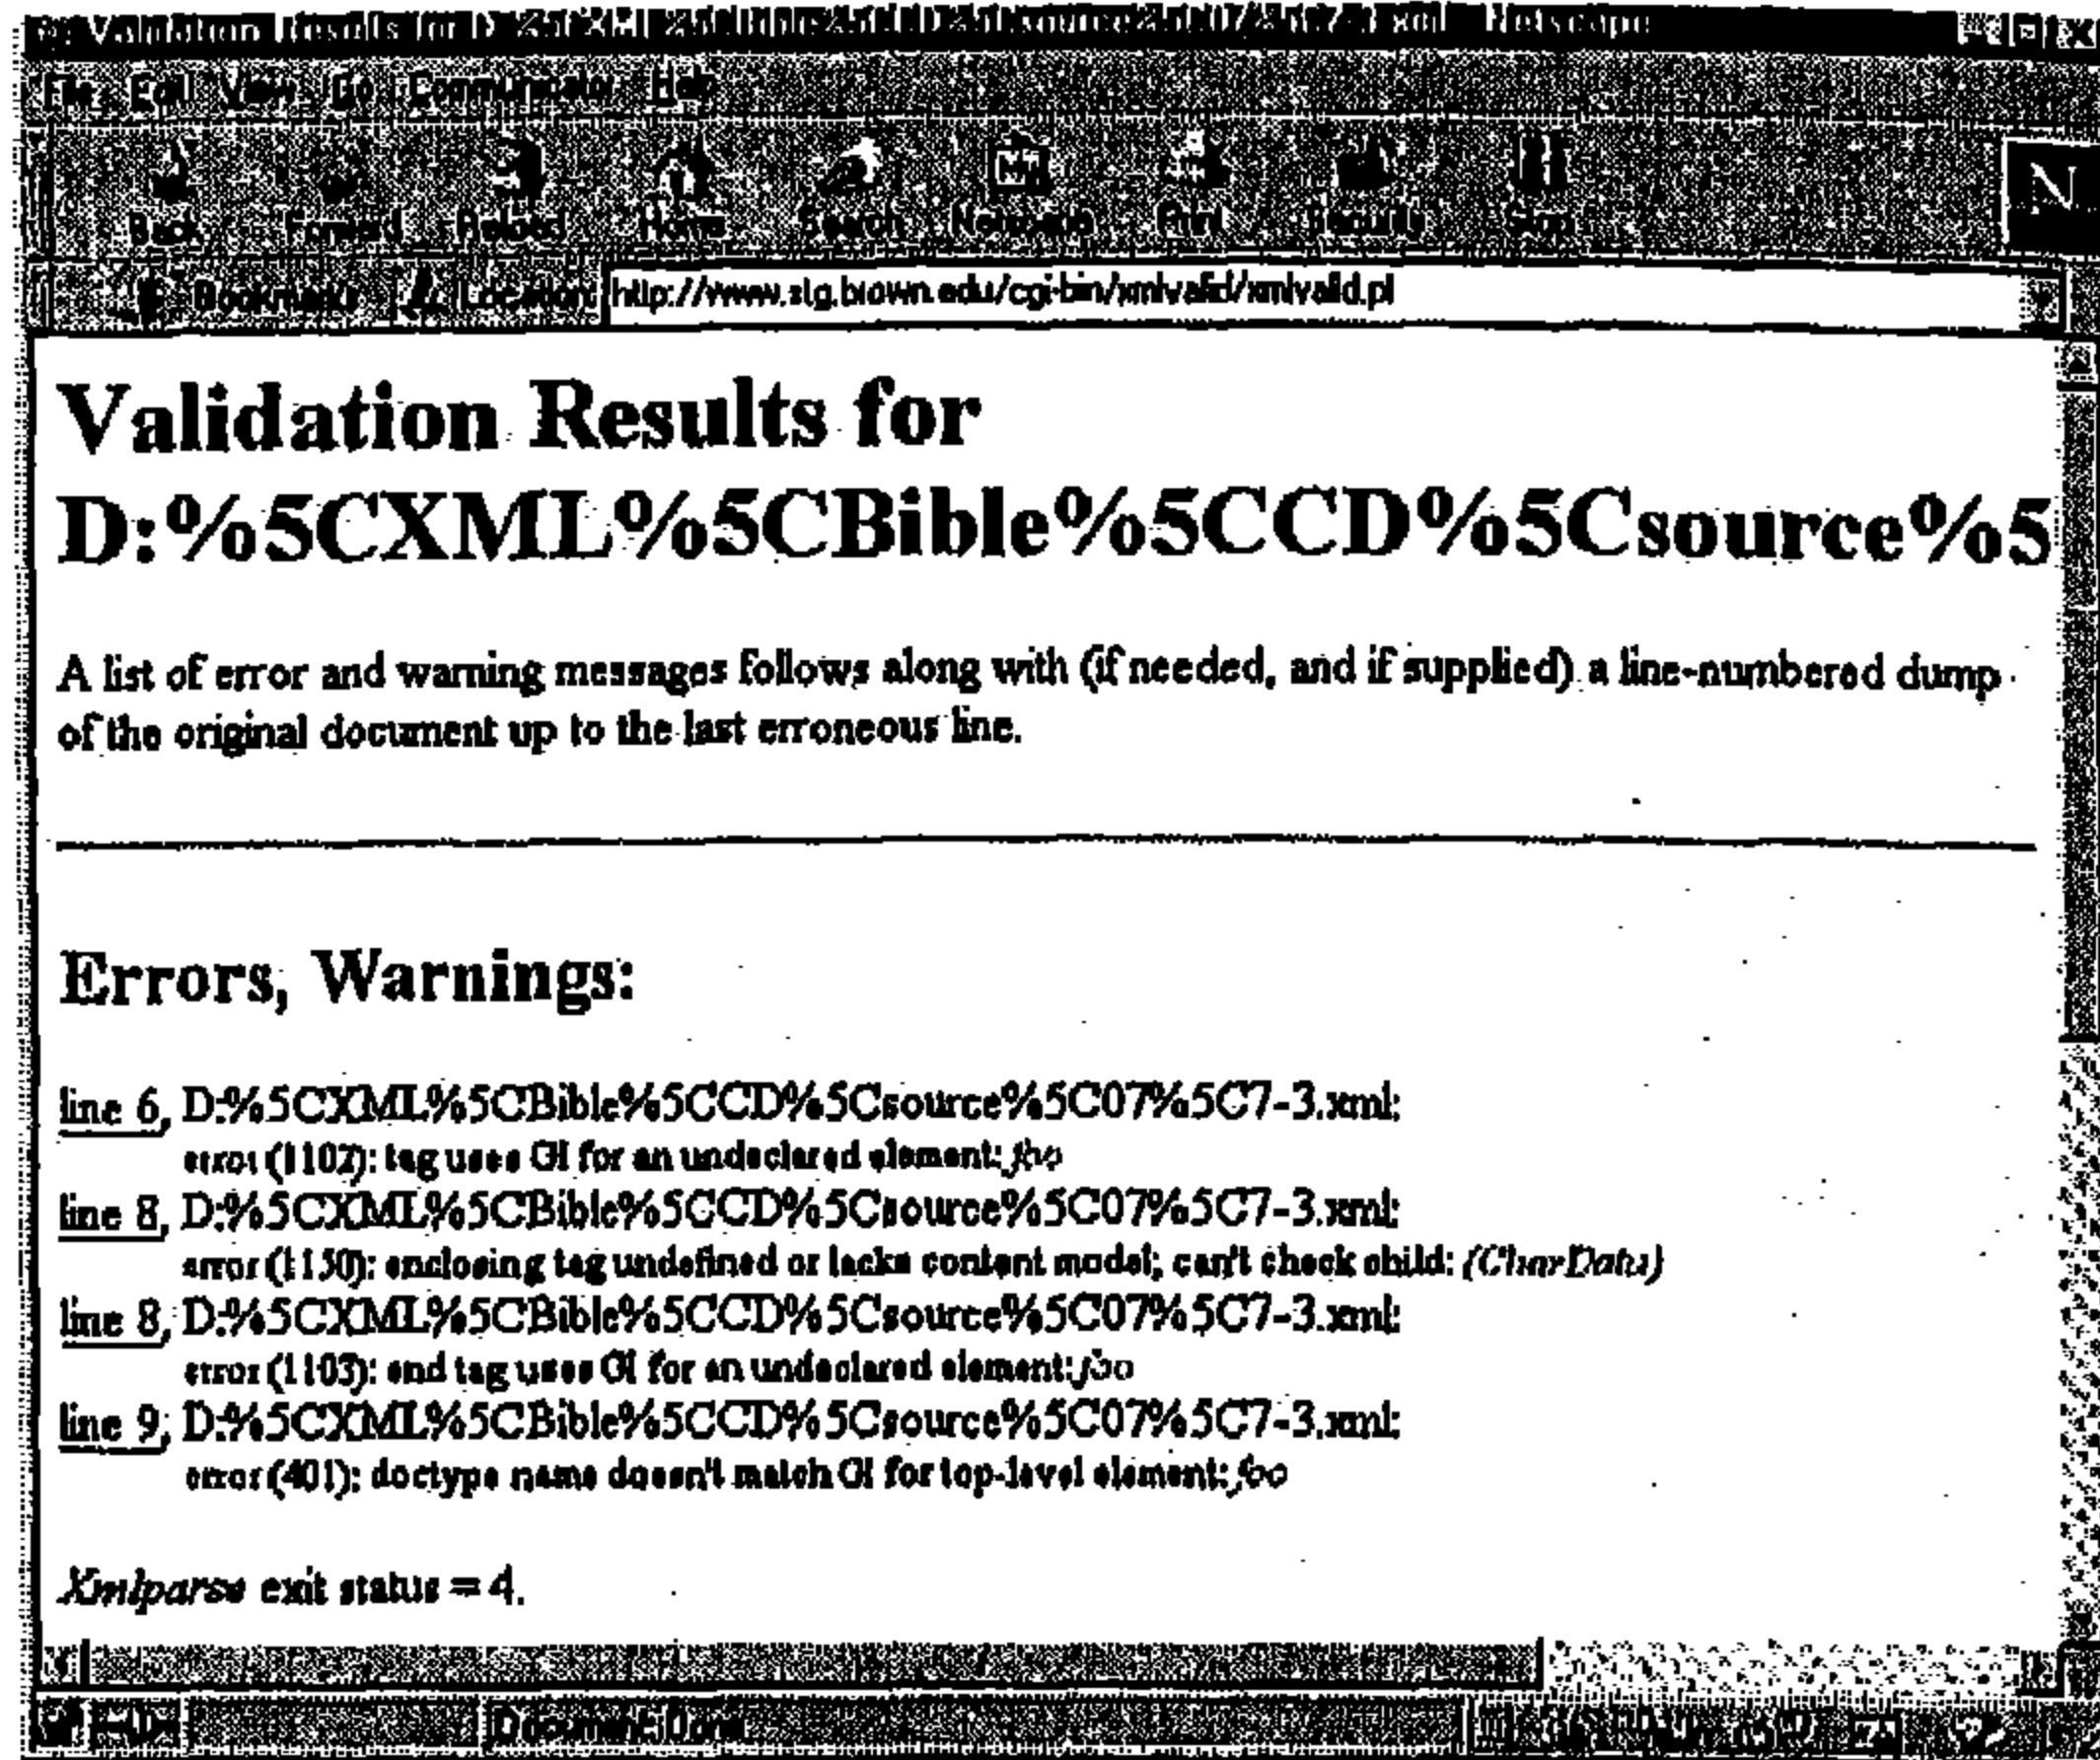 Validation Results for
File Edit View Go Communicator Help
Back Forward Reload Home Search Netscape Print Security Stop
N
Bookmarks Location: http://www.stg.brown.edu/cgi-bin/xmlvalid/xmlvalid.pl
Validation Results for
D:%5CXML%5CBible%5CCD%5Csource%5
A list of error and warning messages follows along with (if needed, and if supplied) a line-numbered dump
of the original document up to the last erroneous line.
Errors, Warnings:
line 6, D:%5CXML%5CBible%5CCD%5Csource%5C07%5C7-3.xml:
error (1102): tag uses GI for an undeclared element: foo
line 8, D:%5CXML%5CBible%5CCD%5Csource%5C07%5C7-3.xml:
error (1150): enclosing tag undefined or lacks content model; can't check child: (CharData)
line 8, D:%5CXML%5CBible%5CCD%5Csource%5C07%5C7-3.xml:
error (1103): end tag uses GI for an undeclared element: foo
line 9, D:%5CXML%5CBible%5CCD%5Csource%5C07%5C7-3.xml:
error (401): doctype name doesn't match GI for top-level element: foo
Xmlparse exit status = 4.
Document: Done